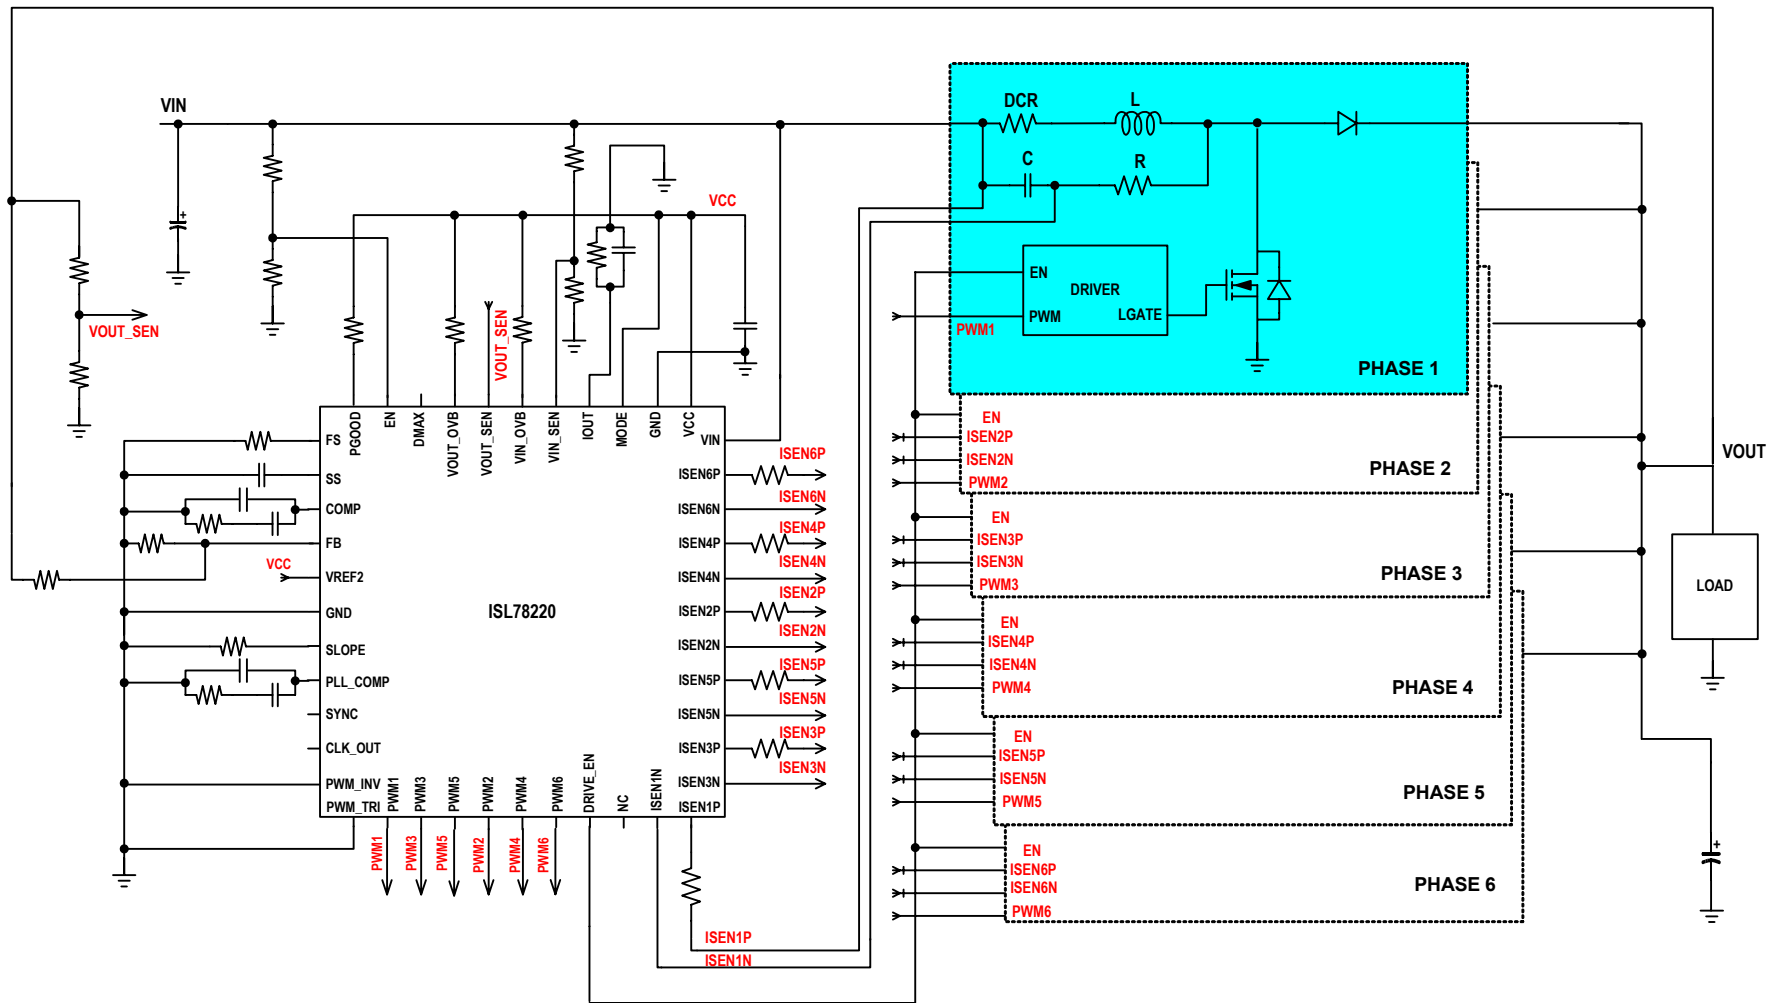 VIN
VCC
VOUT_SEN
VOUT_SEN
VCC
PGOOD
EN
DMAX
VOUT_OVB
VOUT_SEN
VIN_OVB
VIN_SEN
IOUT
MODE
GND
VCC
VIN
FS
SS
COMP
FB
VREF2
GND
SLOPE
PLL_COMP
SYNC
CLK_OUT
PWM_INV
PWM_TRI
ISL78220
ISEN6P
ISEN6N
ISEN4P
ISEN4N
ISEN2P
ISEN2N
ISEN5P
ISEN5N
ISEN3P
ISEN3N
ISEN1P
PWM1
PWM3
PWM5
PWM2
PWM4
PWM6
DRIVE_EN
NC
ISEN1N
ISEN6P
ISEN6N
ISEN4P
ISEN4N
ISEN2P
ISEN2N
ISEN5P
ISEN5N
ISEN3P
ISEN3N
PWM1
PWM3
PWM5
PWM2
PWM4
PWM6
ISEN1P
ISEN1N
DCR
L
C
R
EN
DRIVER
PWM
LGATE
PWM1
PHASE 1
EN
ISEN2P
ISEN2N
PWM2
PHASE 2
EN
ISEN3P
ISEN3N
PWM3
PHASE 3
EN
ISEN4P
ISEN4N
PWM4
PHASE 4
EN
ISEN5P
ISEN5N
PWM5
PHASE 5
EN
ISEN6P
ISEN6N
PWM6
PHASE 6
VOUT
LOAD
+
+